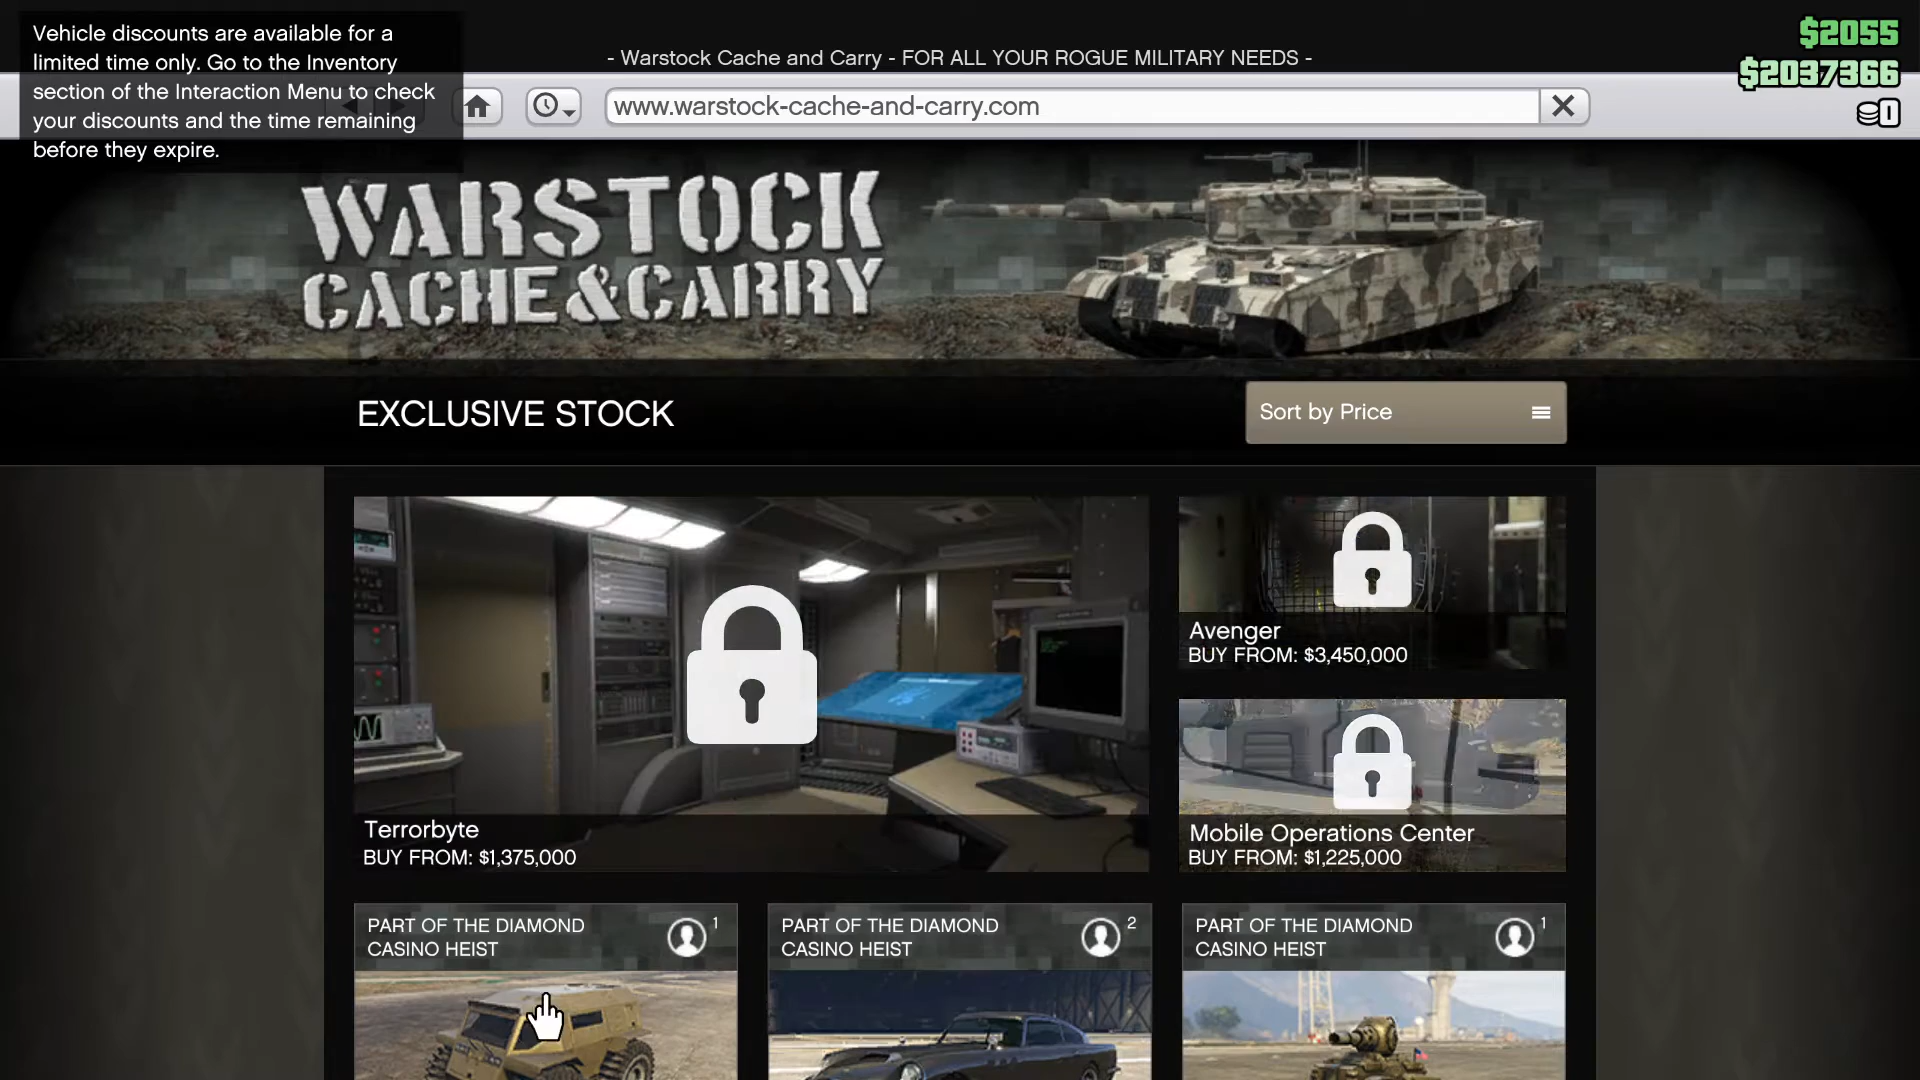 Vehicle discounts are available for a
limited time only. Go to the Inventory
section of the Interaction Menu to check
your discounts and the time remaining
before they expire.
- Warstock Cache and Carry - FOR ALL YOUR ROGUE MILITARY NEEDS -
$2055
$2037366
0
www.warstock-cache-and-carry.com
WARSTOCK
CACHE&CARRY
EXCLUSIVE STOCK
Sort by Price
Terrorbyte
BUY FROM: $1,375,000
Avenger
BUY FROM: $3,450,000
Mobile Operations Center
BUY FROM: $1,225,000
PART OF THE DIAMOND
CASINO HEIST
1
PART OF THE DIAMOND
CASINO HEIST
2
PART OF THE DIAMOND
CASINO HEIST
1